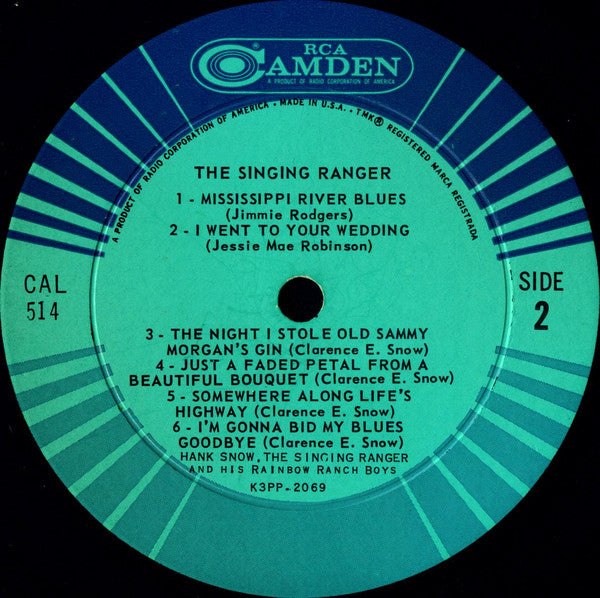 RCA
CAMDEN
A PRODUCT OF RADIO CORPORATION OF AMERICA
A PRODUCT OF RADIO CORPORATION OF AMERICA • MADE IN U.S.A. • TMK® REGISTERED MARCA REGISTRADA
THE SINGING RANGER
1 - MISSISSIPPI RIVER BLUES
(Jimmie Rodgers)
2 - I WENT TO YOUR WEDDING
(Jessie Mae Robinson)
CAL
514
SIDE
2
3 - THE NIGHT I STOLE OLD SAMMY
MORGAN'S GIN (Clarence E. Snow)
4 - JUST A FADED PETAL FROM A
BEAUTIFUL BOUQUET (Clarence E. Snow)
5 - SOMEWHERE ALONG LIFE'S
HIGHWAY (Clarence E. Snow)
6 - I'M GONNA BID MY BLUES
GOODBYE (Clarence E. Snow)
HANK SNOW, THE SINGING RANGER
AND HIS RAINBOW RANCH BOYS
K3PP-2069